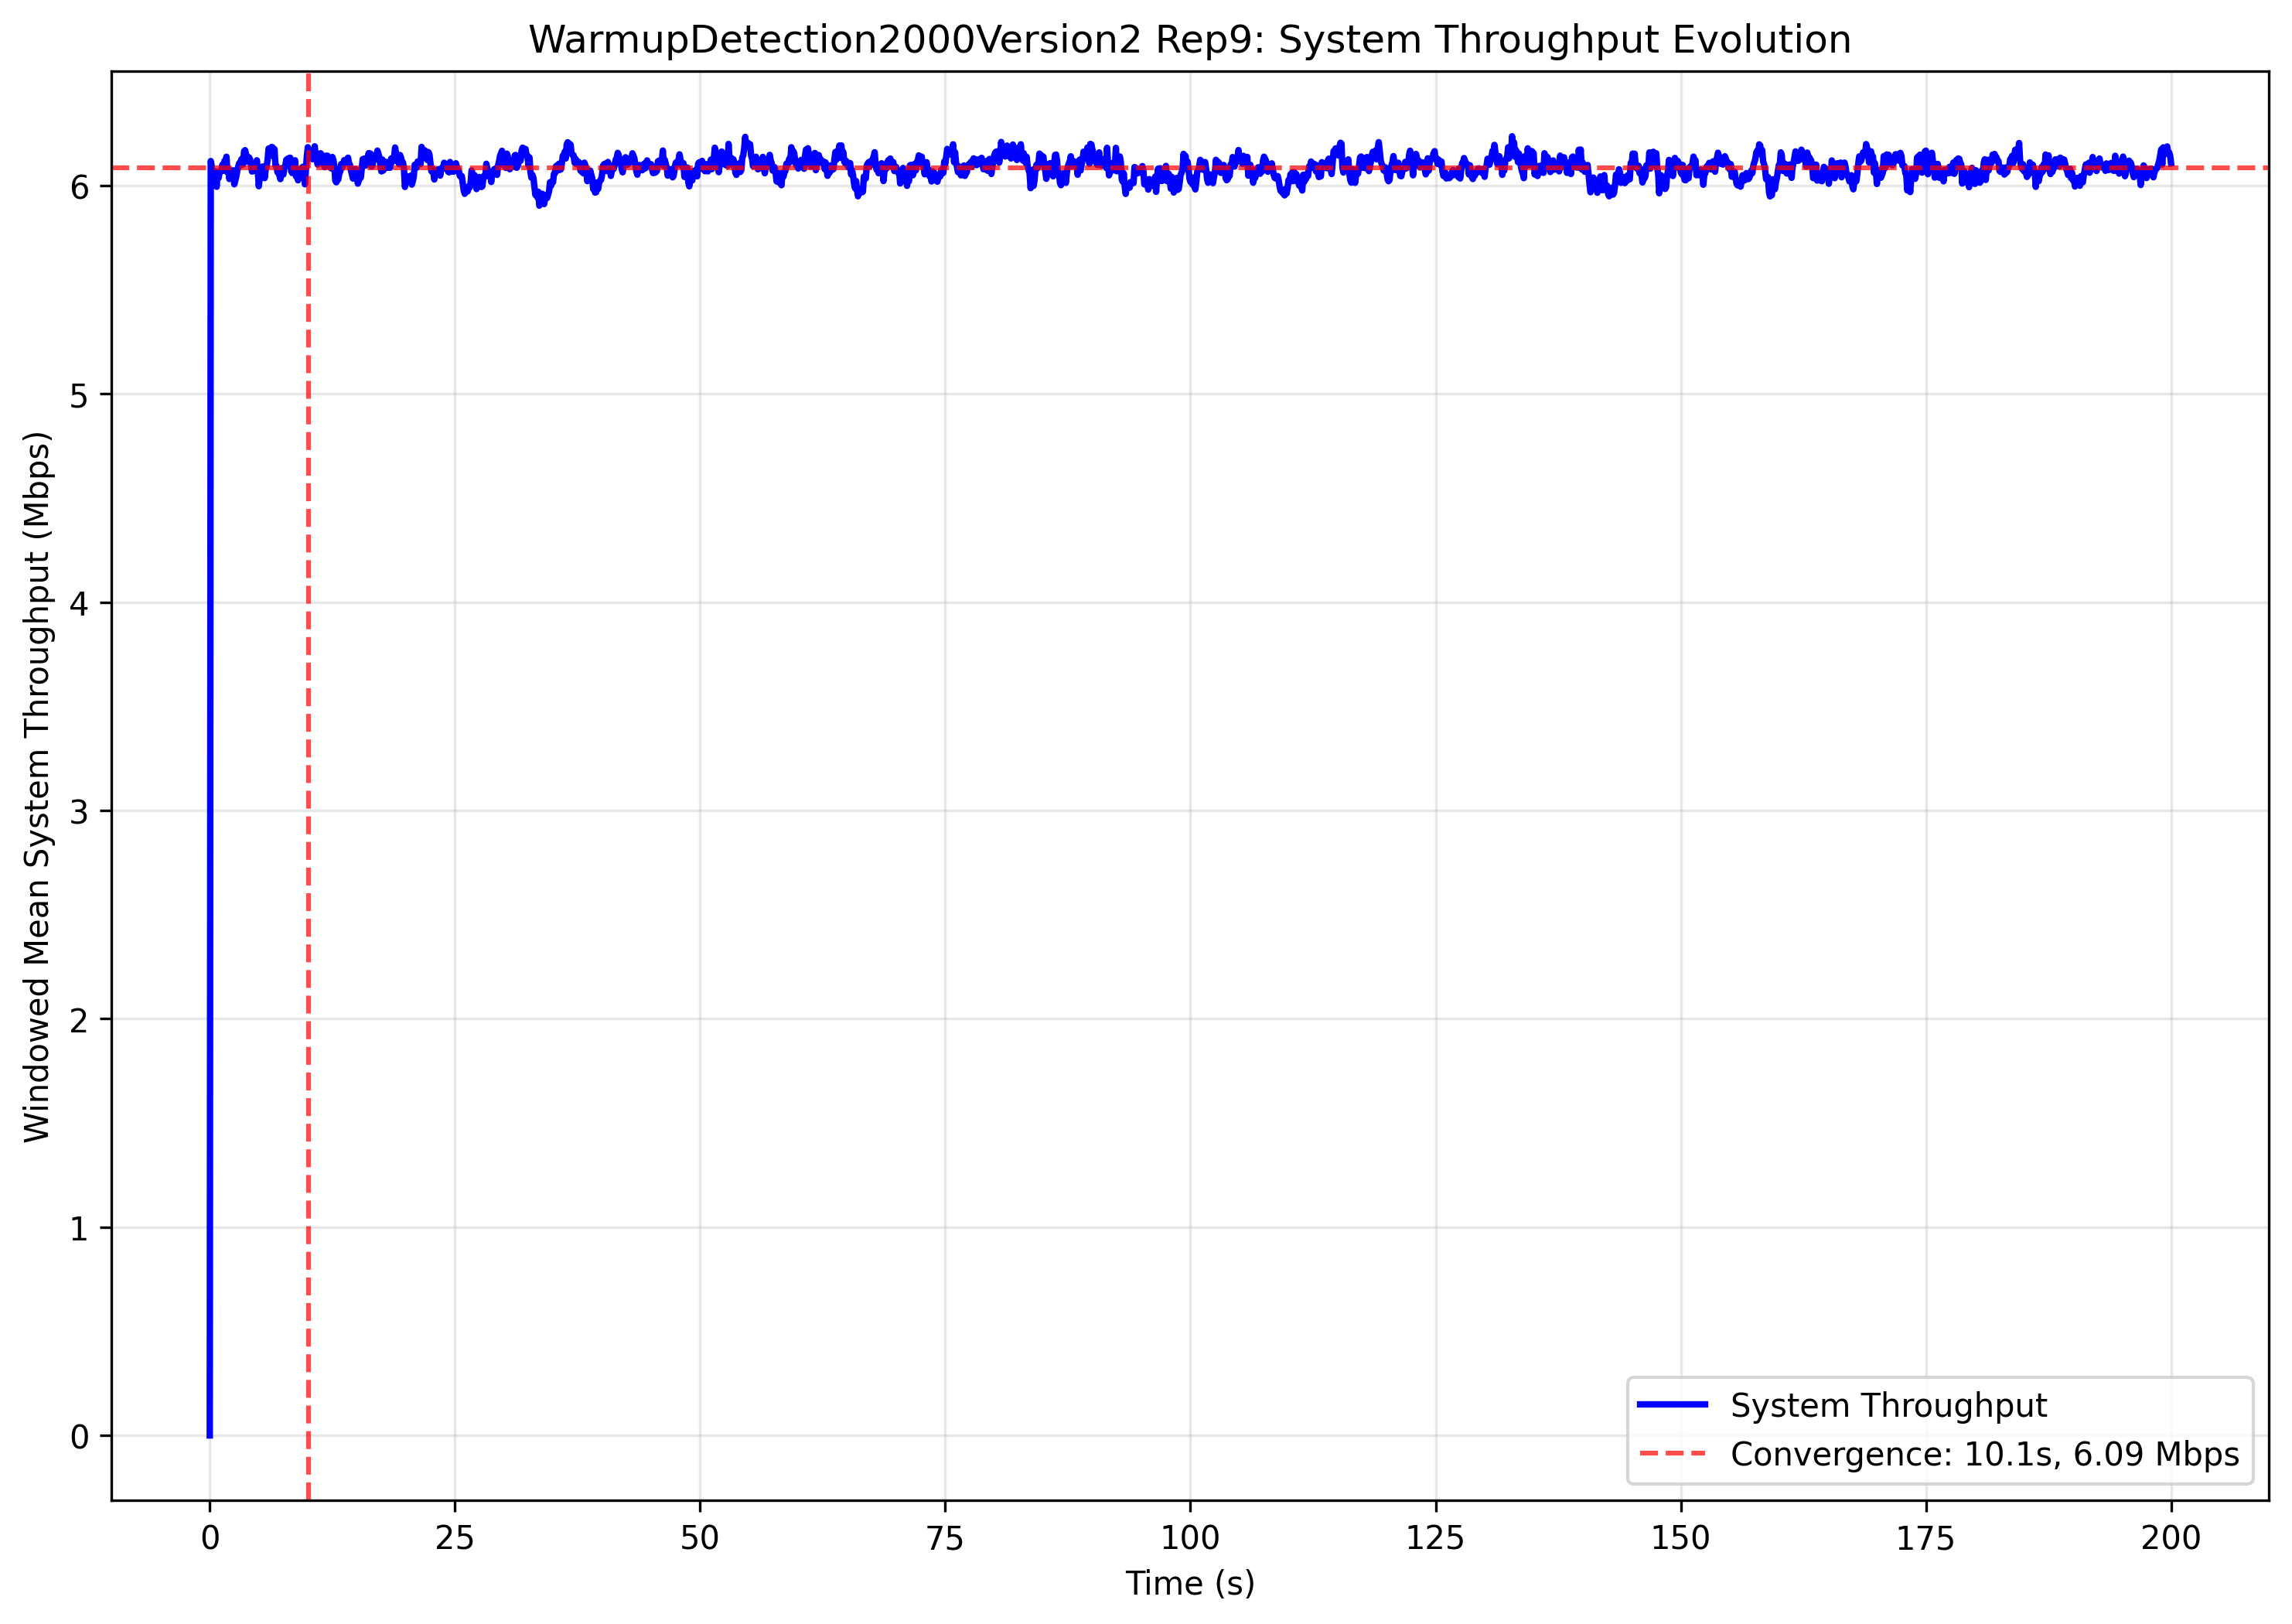 WarmupDetection2000Version2 Rep9: System Throughput Evolution
Windowed Mean System Throughput (Mbps)
6
5
4
3
2
1
0
System Throughput
Convergence: 10.1s, 6.09 Mbps
0 25 50 75 100 125 150 175 200
Time (s)